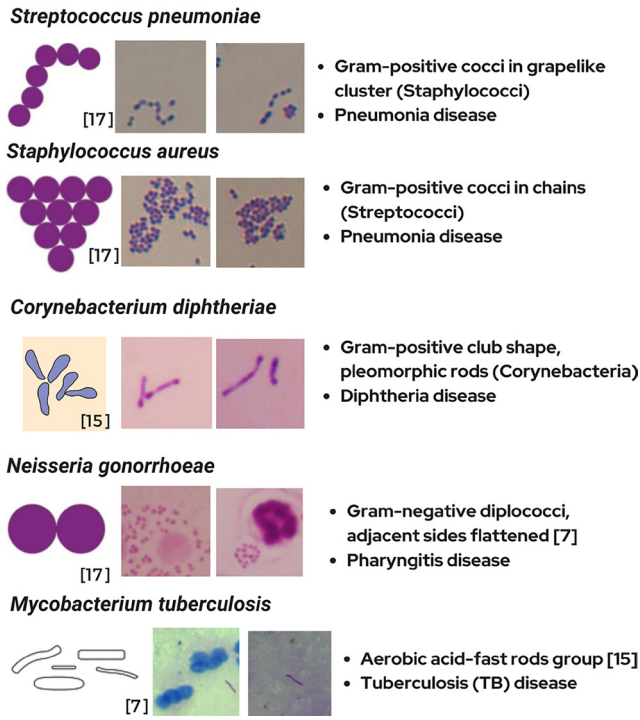 Streptococcus pneumoniae
• Gram-positive cocci in grapelike
cluster (Staphylococci)
• Pneumonia disease
[17]
Staphylococcus aureus
• Gram-positive cocci in chains
(Streptococci)
• Pneumonia disease
[17]
Corynebacterium diphtheriae
• Gram-positive club shape,
pleomorphic rods (Corynebacteria)
• Diphtheria disease
[15]
Neisseria gonorrhoeae
• Gram-negative diplococci,
adjacent sides flattened [7]
• Pharyngitis disease
[17]
Mycobacterium tuberculosis
• Aerobic acid-fast rods group [15]
• Tuberculosis (TB) disease
[7]